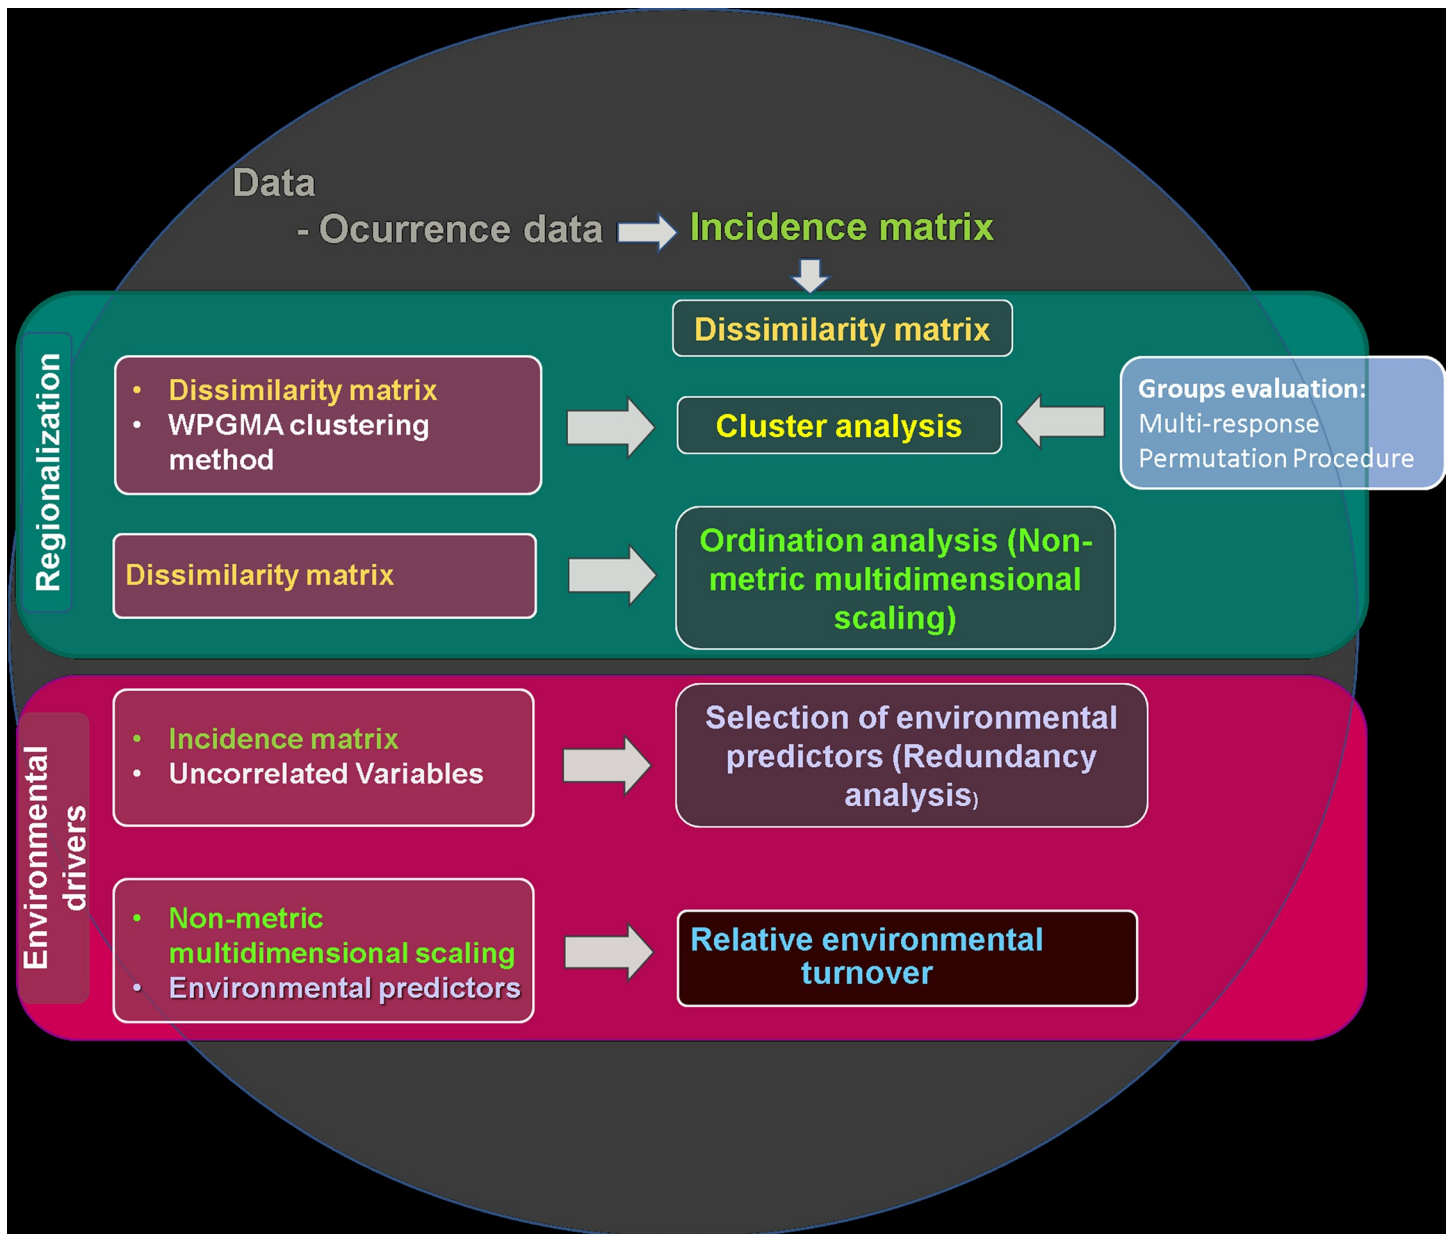 Data
- Ocurrence data
Incidence matrix
Dissimilarity matrix
Regionalization
• Dissimilarity matrix
• WPGMA clustering
method
Cluster analysis
Groups evaluation:
Multi-response
Permutation Procedure
Dissimilarity matrix
Ordination analysis (Non-
metric multidimensional
scaling)
Environmental
drivers
• Incidence matrix
• Uncorrelated Variables
Selection of environmental
predictors (Redundancy
analysis)
• Non-metric
multidimensional scaling
• Environmental predictors
Relative environmental
turnover